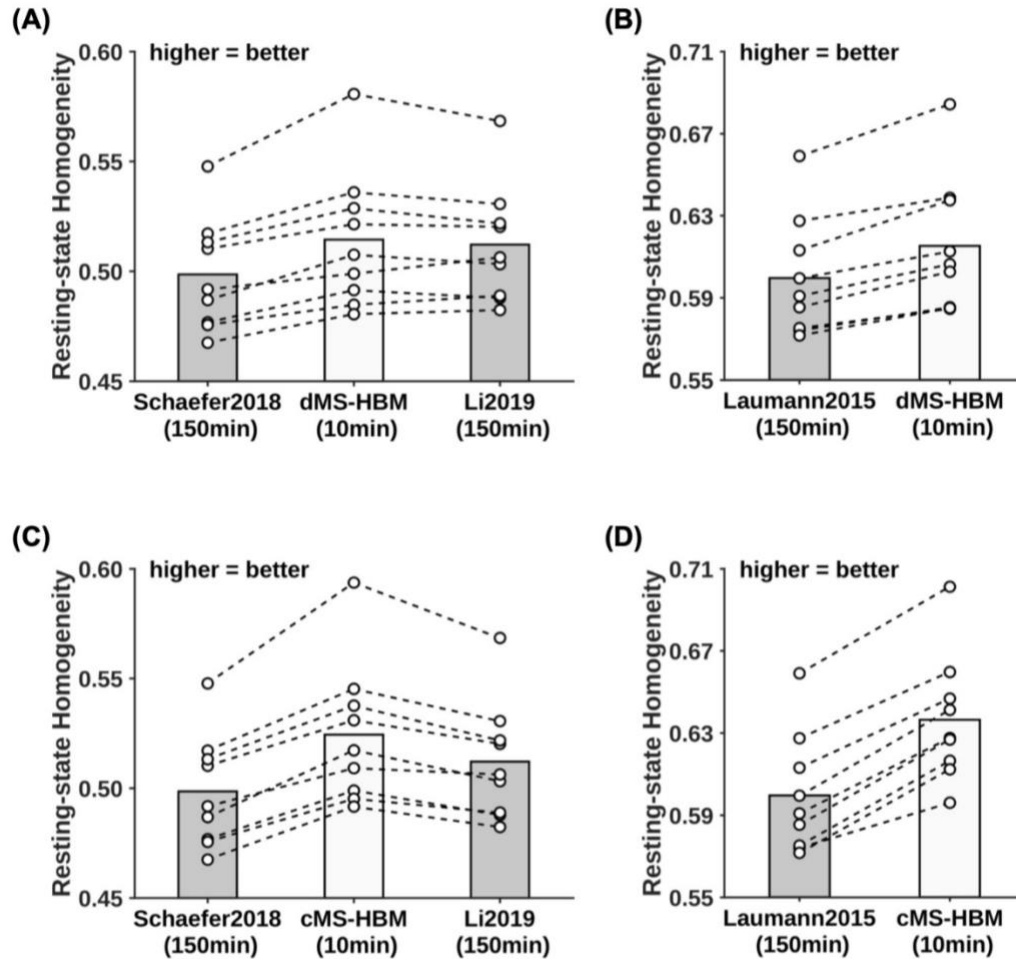 (A)
higher = better
Resting-state Homogeneity
0.60
0.55
0.50
0.45
Schaefer2018 dMS-HBM Li2019
(150min) (10min) (150min)
(B)
higher = better
Resting-state Homogeneity
0.71
0.67
0.63
0.59
0.55
Laumann2015 dMS-HBM
(150min) (10min)
(C)
higher = better
Resting-state Homogeneity
0.60
0.55
0.50
0.45
Schaefer2018 cMS-HBM Li2019
(150min) (10min) (150min)
(D)
higher = better
Resting-state Homogeneity
0.71
0.67
0.63
0.59
0.55
Laumann2015 cMS-HBM
(150min) (10min)